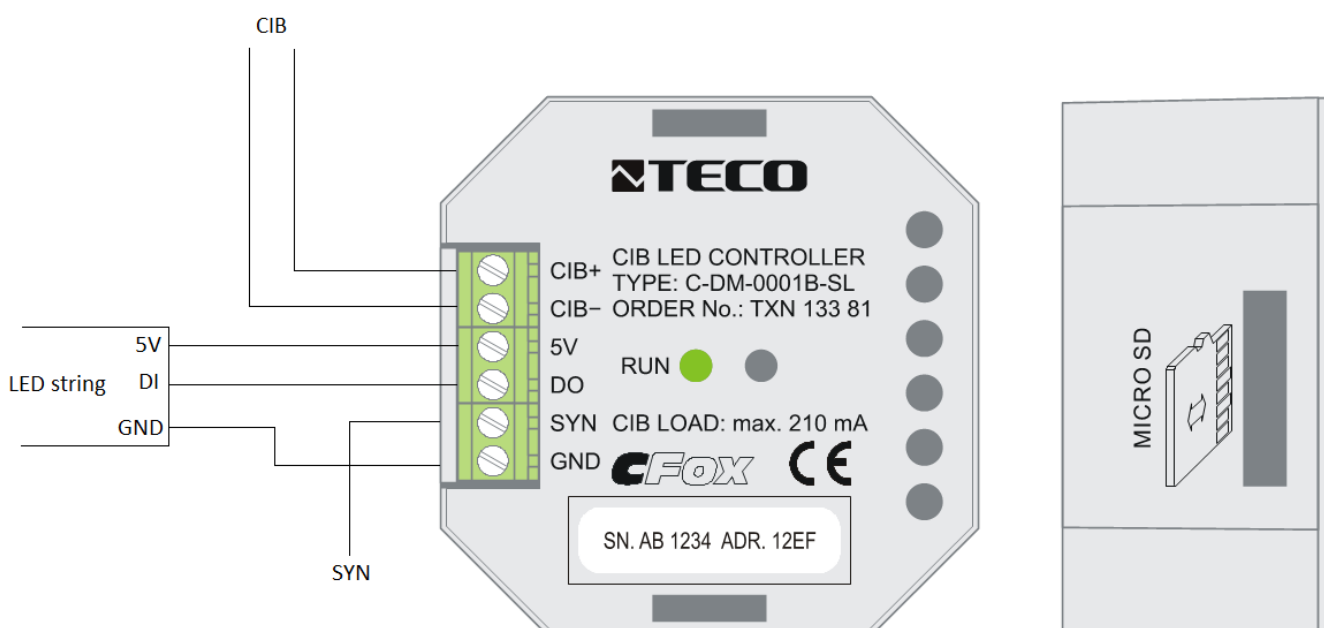 CIB
TECO
CIB+ CIB LED CONTROLLER
TYPE: C-DM-0001B-SL
CIB− ORDER No.: TXN 133 81
5V 5V
RUN
LED string DI DO
GND SYN CIB LOAD: max. 210 mA
GND CFOX CE
SN. AB 1234 ADR. 12EF
SYN
MICRO SD